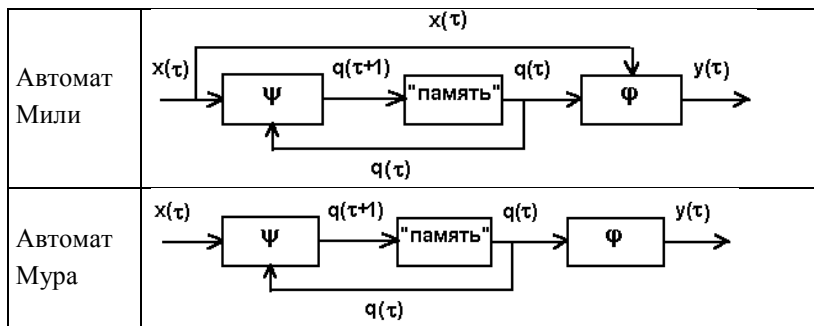 Автомат
Мили
x(τ)
x(τ)
ψ
q(τ+1)
"память"
q(τ)
φ
y(τ)
q(τ)
Автомат
Мура
x(τ)
ψ
q(τ+1)
"память"
q(τ)
φ
y(τ)
q(τ)